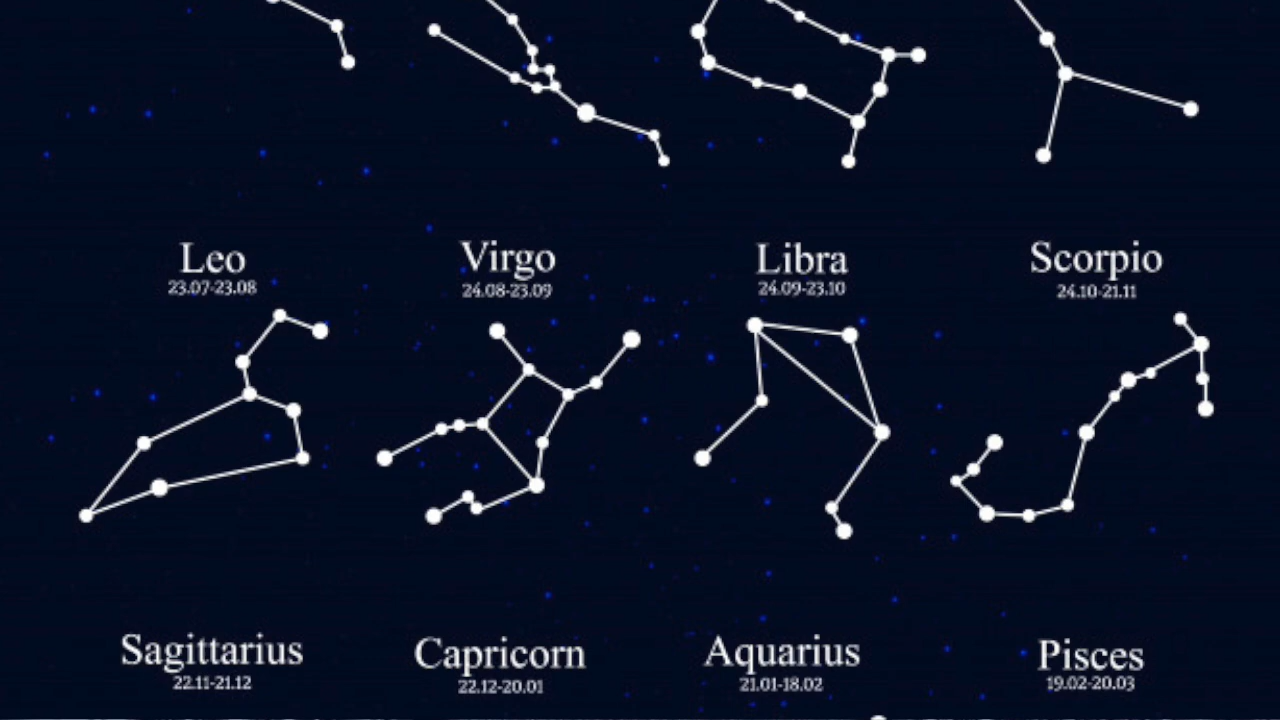 Leo
23.07-23.08
Virgo
24.08-23.09
Libra
24.09-23.10
Scorpio
24.10-21.11
Sagittarius
22.11-21.12
Capricorn
22.12-20.01
Aquarius
21.01-18.02
Pisces
19.02-20.03